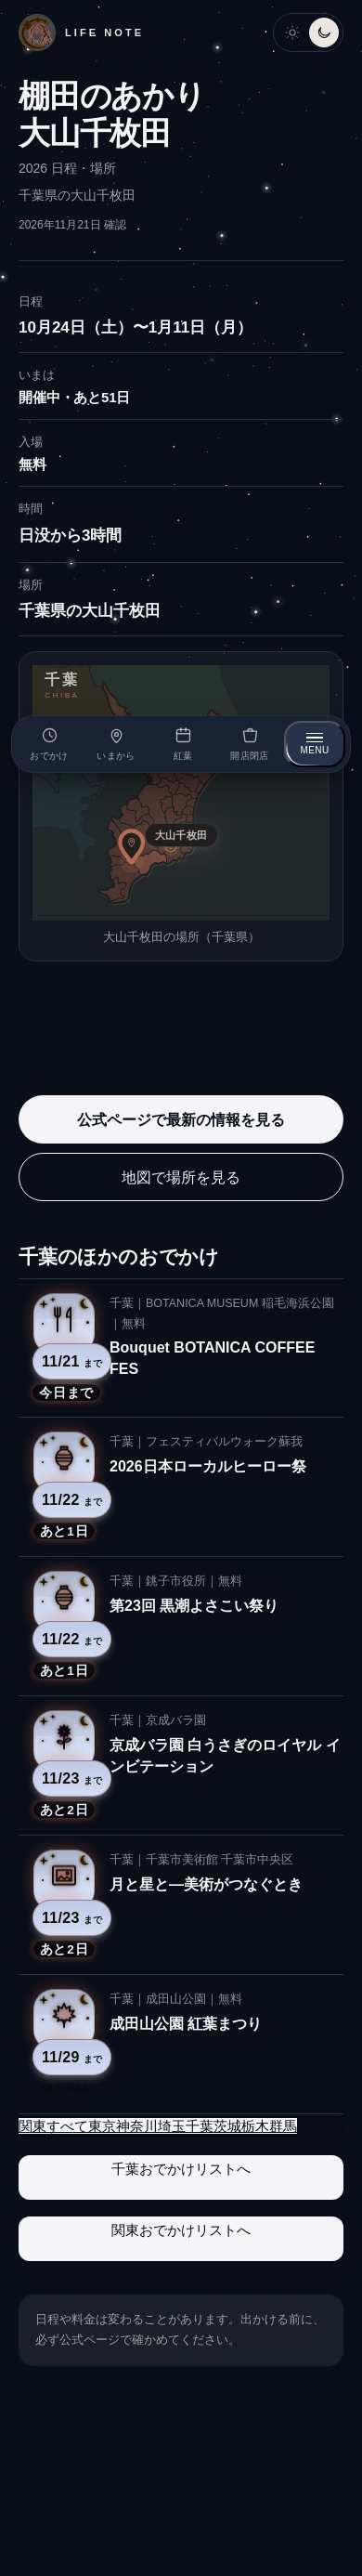 LIFE NOTE
棚田のあかり
大山千枚田
2026 日程・場所
千葉県の大山千枚田
2026年11月21日 確認
日程
10月24日（土）〜1月11日（月）
いまは
開催中・あと51日
入場
無料
時間
日没から3時間
場所
千葉県の大山千枚田
千葉
CHIBA
おでかけ
いまから
紅葉
開店閉店
MENU
大山千枚田
大山千枚田の場所（千葉県）
公式ページで最新の情報を見る
地図で場所を見る
千葉のほかのおでかけ
千葉｜BOTANICA MUSEUM 稲毛海浜公園
｜無料
Bouquet BOTANICA COFFEE
FES
11/21 まで
今日まで
千葉｜フェスティバルウォーク蘇我
2026日本ローカルヒーロー祭
11/22 まで
あと1日
千葉｜銚子市役所｜無料
第23回 黒潮よさこい祭り
11/22 まで
あと1日
千葉｜京成バラ園
京成バラ園 白うさぎのロイヤル イ
ンビテーション
11/23 まで
あと2日
千葉｜千葉市美術館 千葉市中央区
月と星と―美術がつなぐとき
11/23 まで
あと2日
千葉｜成田山公園｜無料
成田山公園 紅葉まつり
11/29 まで
関東すべて東京神奈川埼玉千葉茨城栃木群馬
千葉おでかけリストへ
関東おでかけリストへ
日程や料金は変わることがあります。出かける前に、
必ず公式ページで確かめてください。